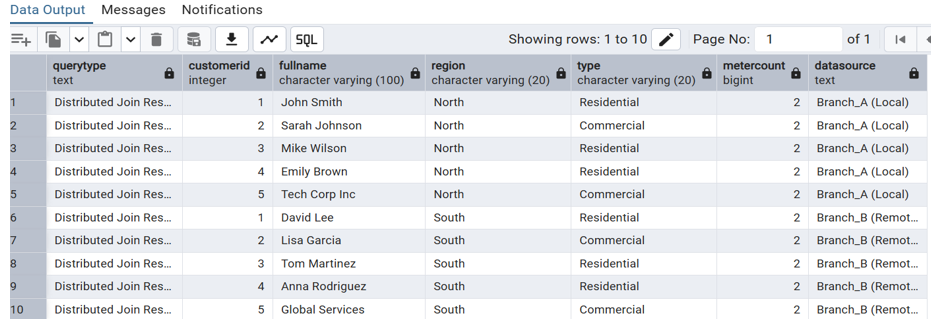 Data Output Messages Notifications
SQL Showing rows: 1 to 10 Page No: 1 of 1
querytype customerid fullname region type metercount datasource
text integer character varying (100) character varying (20) character varying (20) bigint text
1 Distributed Join Res... 1 John Smith North Residential 2 Branch_A (Local)
2 Distributed Join Res... 2 Sarah Johnson North Commercial 2 Branch_A (Local)
3 Distributed Join Res... 3 Mike Wilson North Residential 2 Branch_A (Local)
4 Distributed Join Res... 4 Emily Brown North Residential 2 Branch_A (Local)
5 Distributed Join Res... 5 Tech Corp Inc North Commercial 2 Branch_A (Local)
6 Distributed Join Res... 1 David Lee South Residential 2 Branch_B (Remot...
7 Distributed Join Res... 2 Lisa Garcia South Commercial 2 Branch_B (Remot...
8 Distributed Join Res... 3 Tom Martinez South Residential 2 Branch_B (Remot...
9 Distributed Join Res... 4 Anna Rodriguez South Residential 2 Branch_B (Remot...
10 Distributed Join Res... 5 Global Services South Commercial 2 Branch_B (Remot...